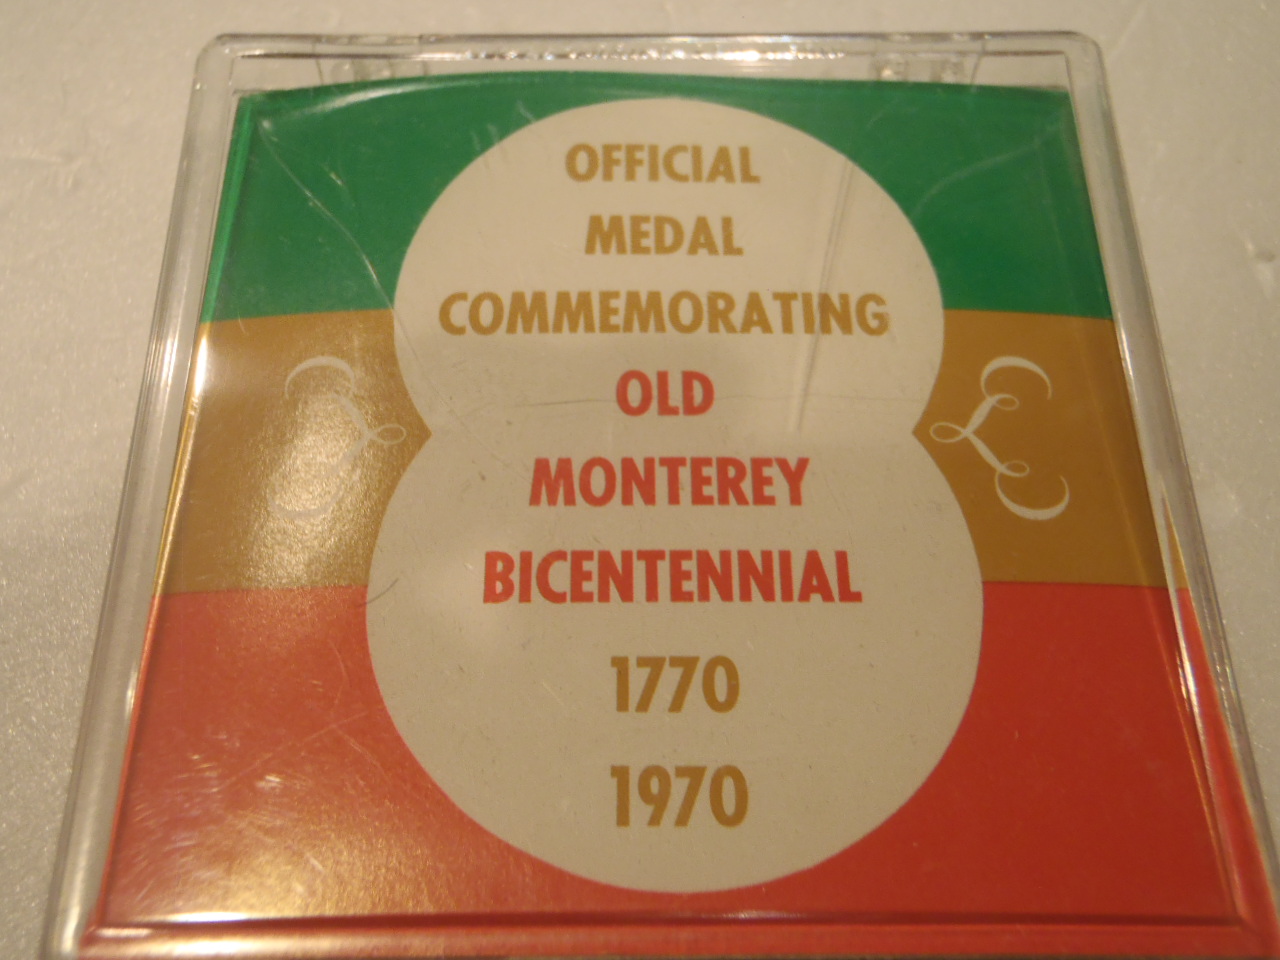 OFFICIAL
MEDAL
COMMEMORATING
OLD
MONTEREY
BICENTENNIAL
1770
1970